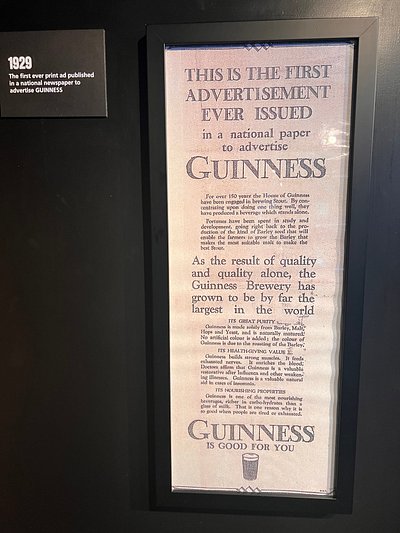 1929
The first ever print ad published
in a national newspaper to
advertise GUINNESS
THIS IS THE FIRST
ADVERTISEMENT
EVER ISSUED
in a national paper
to advertise
GUINNESS
For over 150 years the House of Guinness
have been engaged in brewing Stout. By con-
centrating upon doing one thing well, they
have produced a beverage which stands alone.
Fortunes have been spent in study and
development, going right back to the pro-
duction of the kind of Barley seed that will
enable the farmers to grow the Barley that
makes the most suitable malt to make the
best Stout.
As the result of quality
and quality alone, the
Guinness Brewery has
grown to be by far the
largest in the world
ITS GREAT PURITY
Guinness is made solely from Barley, Malt,
Hops and Yeast, and is naturally matured.
No artificial colour is added; the colour of
Guinness is due to the roasting of the Barley.
ITS HEALTH-GIVING VALUE
Guinness builds strong muscles. It feeds
exhausted nerves. It enriches the blood.
Doctors affirm that Guinness is a valuable
restorative after Influenza and other weaken-
ing illnesses. Guinness is a valuable natural
aid in cases of insomnia.
ITS NOURISHING PROPERTIES
Guinness is one of the most nourishing
beverages, richer in carbo-hydrates than a
glass of milk. That is one reason why it is
so good when people are tired or exhausted.
GUINNESS
IS GOOD FOR YOU